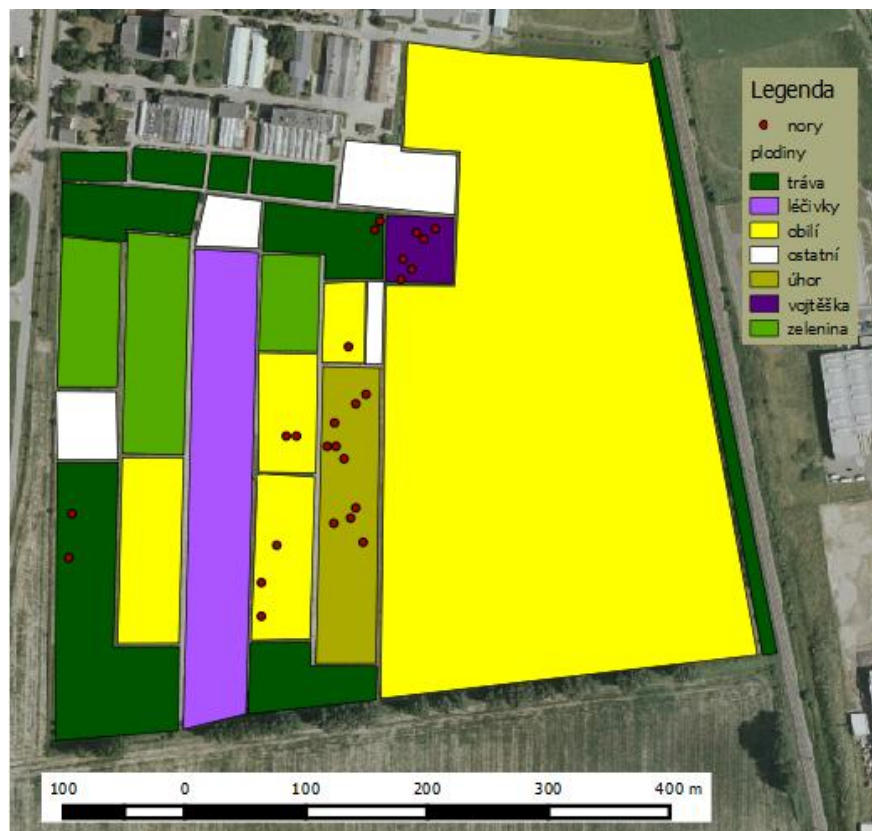 Legenda
nory
plodiny
tráva
léčivky
obilí
ostatní
úhor
vojtěška
zelenina
100 0 100 200 300 400 m